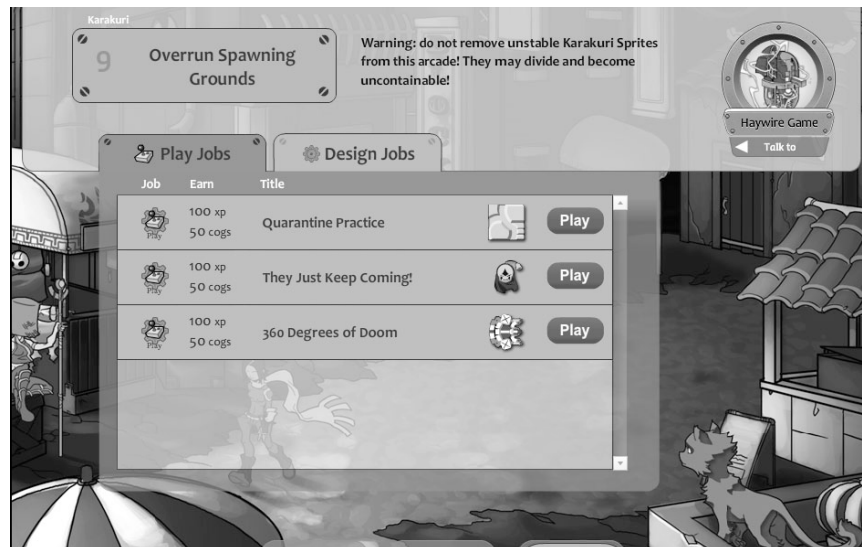 Karakuri
9
Overrun Spawning
Grounds
Warning: do not remove unstable Karakuri Sprites
from this arcade! They may divide and become
uncontainable!
Haywire Game
Talk to
Play Jobs
Design Jobs
Job Earn Title
Play
100 xp
50 cogs
Quarantine Practice
Play
Play
100 xp
50 cogs
They Just Keep Coming!
Play
Play
100 xp
50 cogs
360 Degrees of Doom
Play